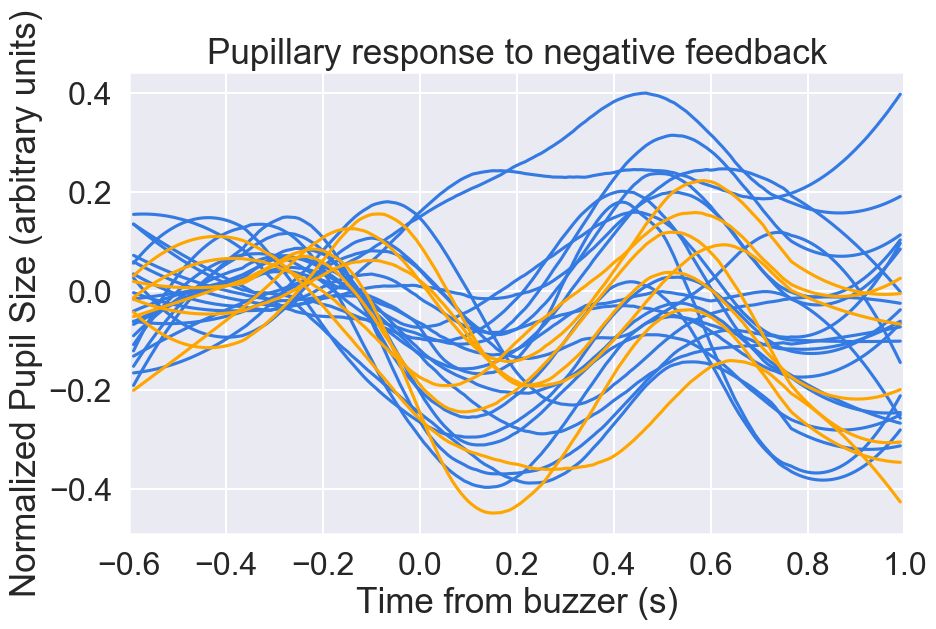 Pupillary response to negative feedback
Normalized Pupil Size (arbitrary units)
0.4
0.2
0.0
−0.2
−0.4
−0.6 −0.4 −0.2 0.0 0.2 0.4 0.6 0.8 1.0
Time from buzzer (s)